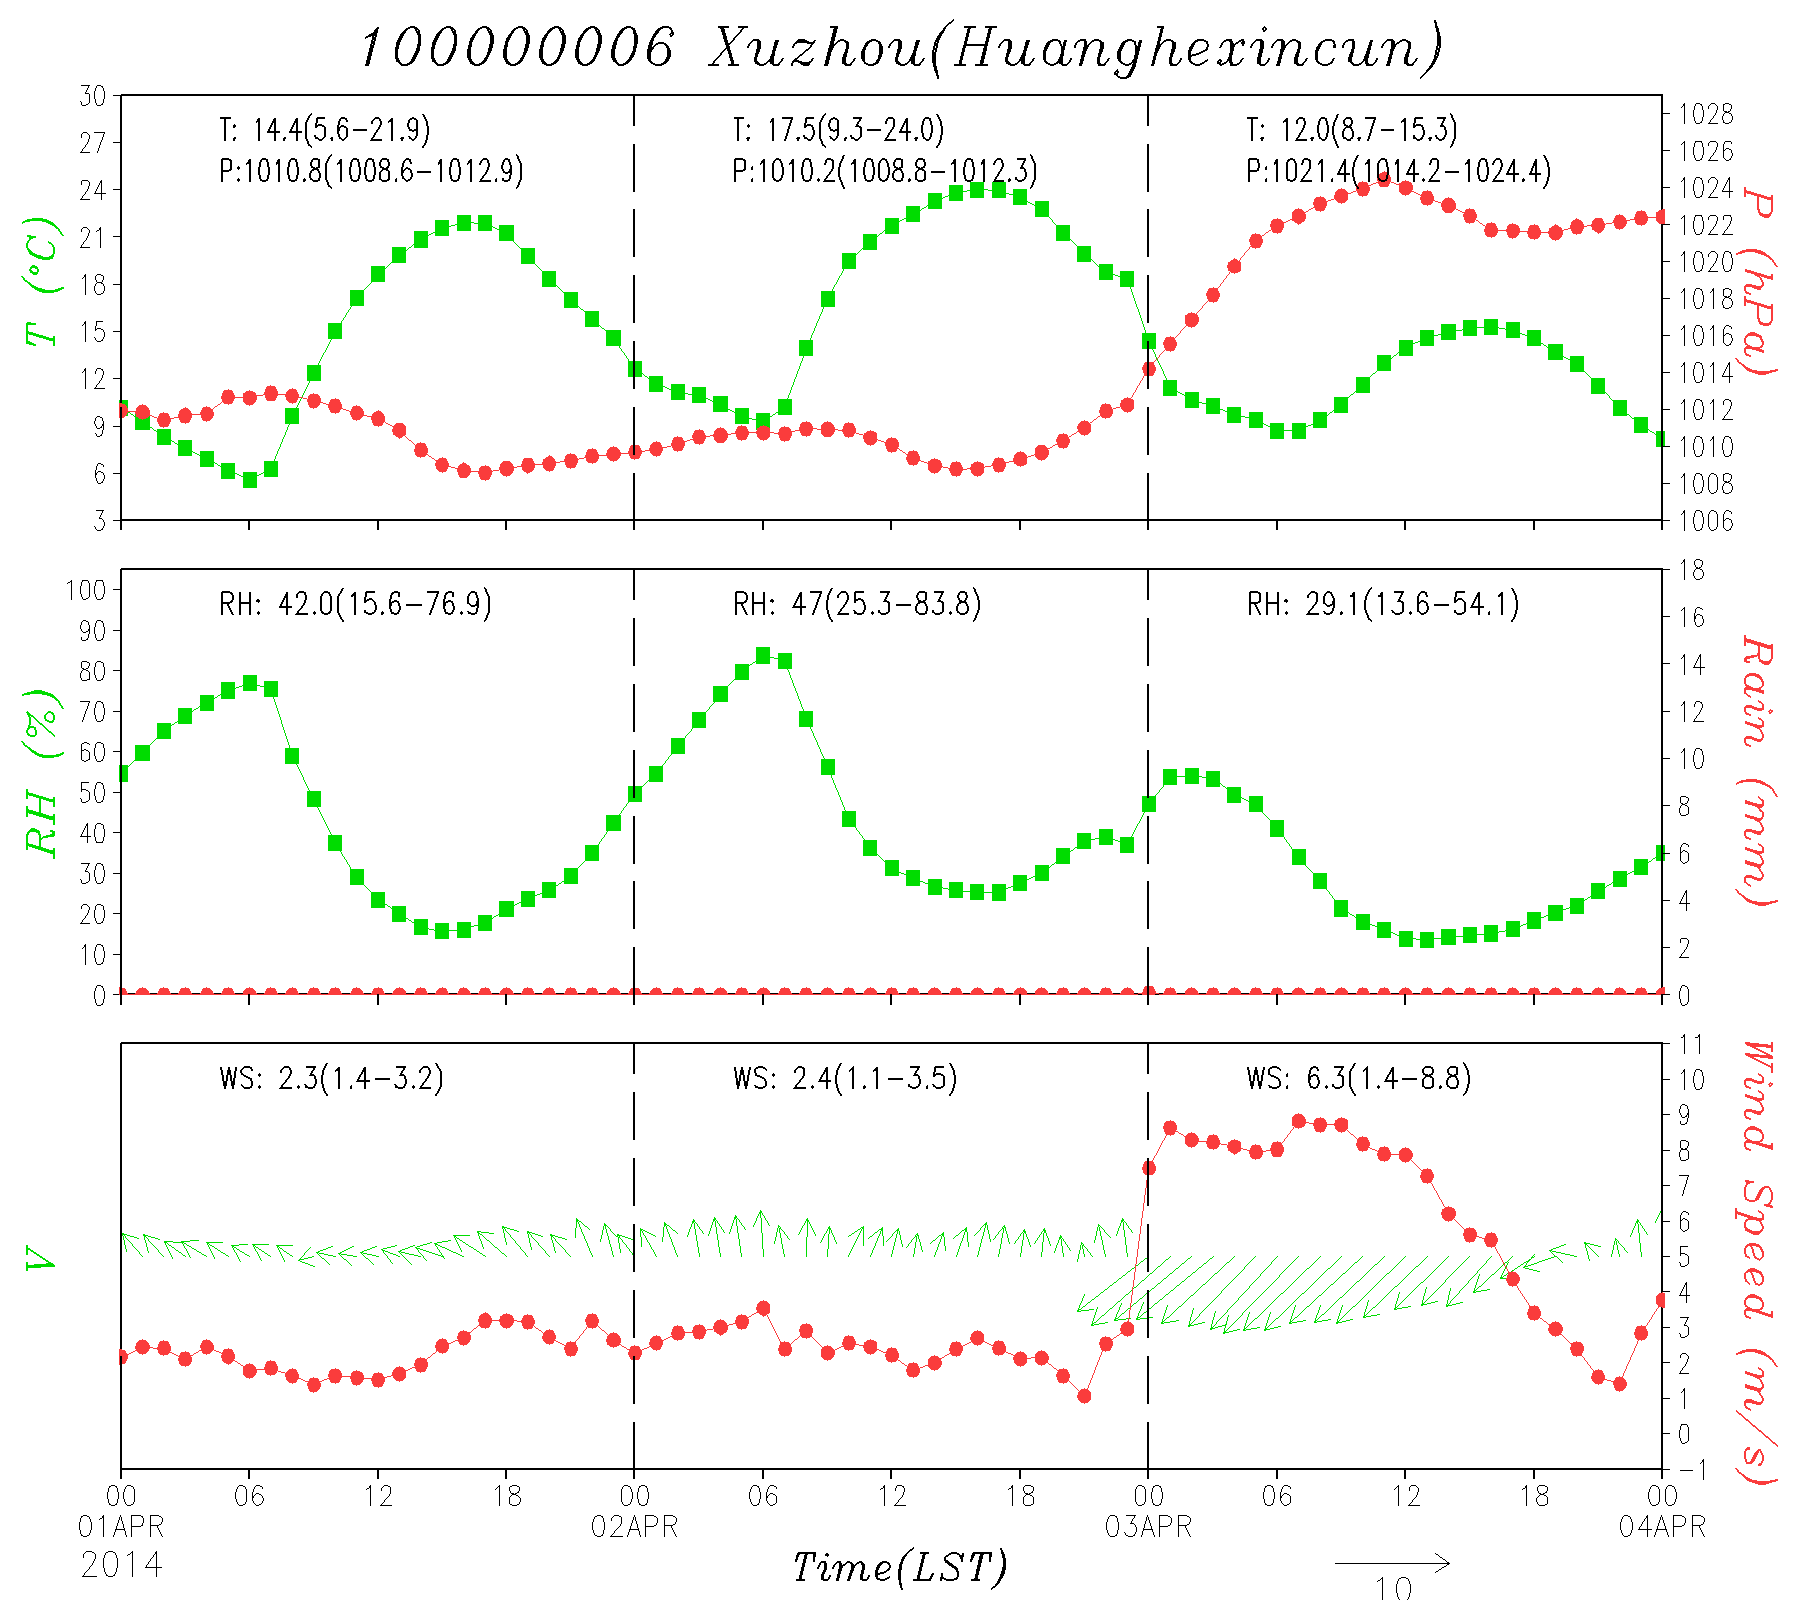 100000006 Xuzhou(Huanghexincun)
T: 14.4(5.6-21.9)
P:1010.8(1008.6-1012.9)
T: 17.5(9.3-24.0)
P:1010.2(1008.8-1012.3)
T: 12.0(8.7-15.3)
P:1021.4(1014.2-1024.4)
30
27
24
21
18
15
12
9
6
3
T (°C)
1028
1026
1024
1022
1020
1018
1016
1014
1012
1010
1008
1006
P (hPa)
RH: 42.0(15.6-76.9)
RH: 47(25.3-83.8)
RH: 29.1(13.6-54.1)
100
90
80
70
60
50
40
30
20
10
0
RH (%)
18
16
14
12
10
8
6
4
2
0
Rain (mm)
WS: 2.3(1.4-3.2)
WS: 2.4(1.1-3.5)
WS: 6.3(1.4-8.8)
V
11
10
9
8
7
6
5
4
3
2
1
0
-1
Wind Speed (m/s)
00 06 12 18 00 06 12 18 00 06 12 18 00
01APR 02APR 03APR 04APR
2014
Time(LST)
10